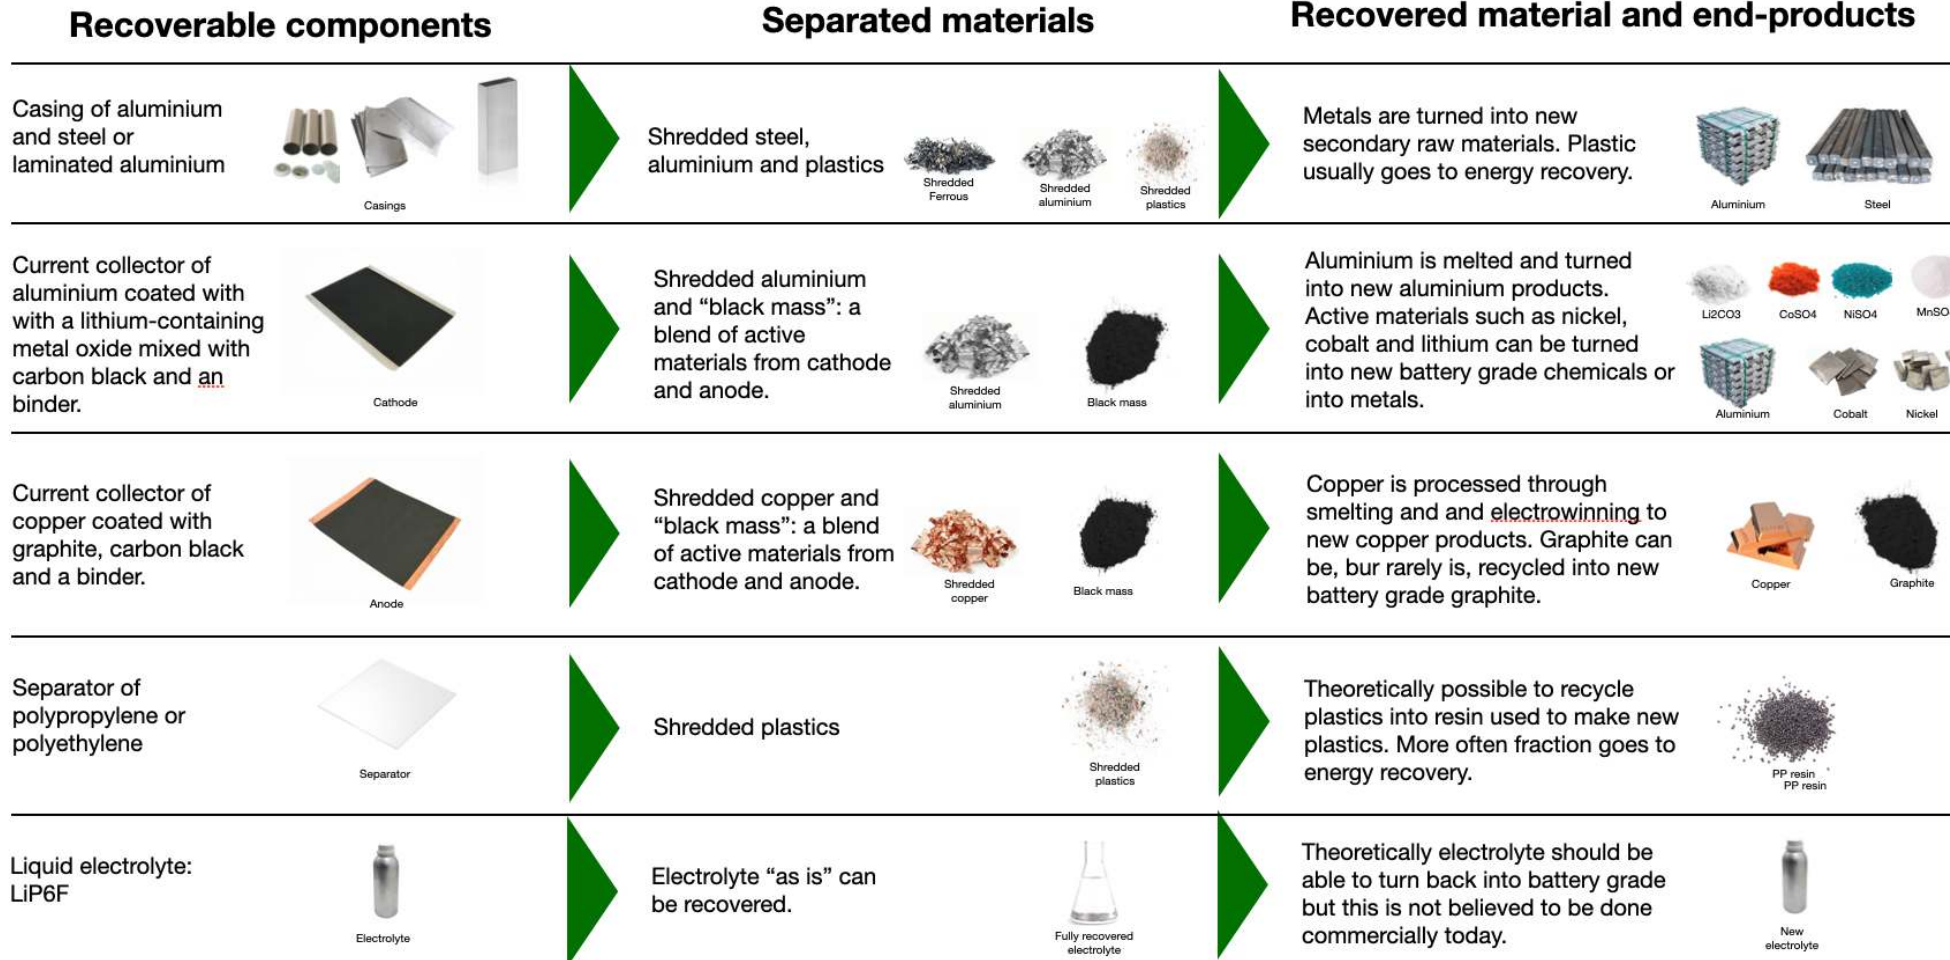 Recoverable components
Separated materials
Recovered material and end-products
Casing of aluminium
and steel or
laminated aluminium
Casings
Shredded steel,
aluminium and plastics
Shredded
Ferrous
Shredded
aluminium
Shredded
plastics
Metals are turned into new
secondary raw materials. Plastic
usually goes to energy recovery.
Aluminium
Steel
Current collector of
aluminium coated with
with a lithium-containing
metal oxide mixed with
carbon black and an
binder.
Cathode
Shredded aluminium
and “black mass”: a
blend of active
materials from cathode
and anode.
Shredded
aluminium
Black mass
Aluminium is melted and turned
into new aluminium products.
Active materials such as nickel,
cobalt and lithium can be turned
into new battery grade chemicals or
into metals.
Li2CO3
CoSO4
NiSO4
MnSO
Aluminium
Cobalt
Nickel
Current collector of
copper coated with
graphite, carbon black
and a binder.
Anode
Shredded copper and
“black mass”: a blend
of active materials from
cathode and anode.
Shredded
copper
Black mass
Copper is processed through
smelting and and electrowinning to
new copper products. Graphite can
be, bur rarely is, recycled into new
battery grade graphite.
Copper
Graphite
Separator of
polypropylene or
polyethylene
Separator
Shredded plastics
Shredded
plastics
Theoretically possible to recycle
plastics into resin used to make new
plastics. More often fraction goes to
energy recovery.
PP resin
PP resin
Liquid electrolyte:
LiP6F
Electrolyte
Electrolyte “as is” can
be recovered.
Fully recovered
electrolyte
Theoretically electrolyte should be
able to turn back into battery grade
but this is not believed to be done
commercially today.
New
electrolyte